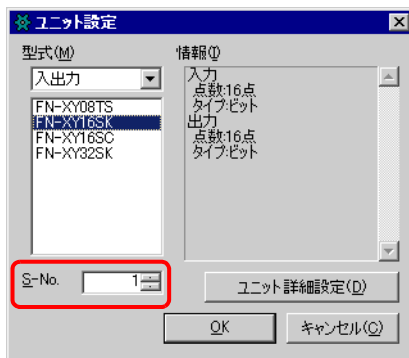 ユニット設定
型式(M)
入出力
FN-XY08TS
FN-XY16SK
FN-XY16SC
FN-XY32SK
情報(I)
入力
点数:16点
タイプ:ビット
出力
点数:16点
タイプ:ビット
S-No.
1
ユニット詳細設定(D)
OK
キャンセル(C)